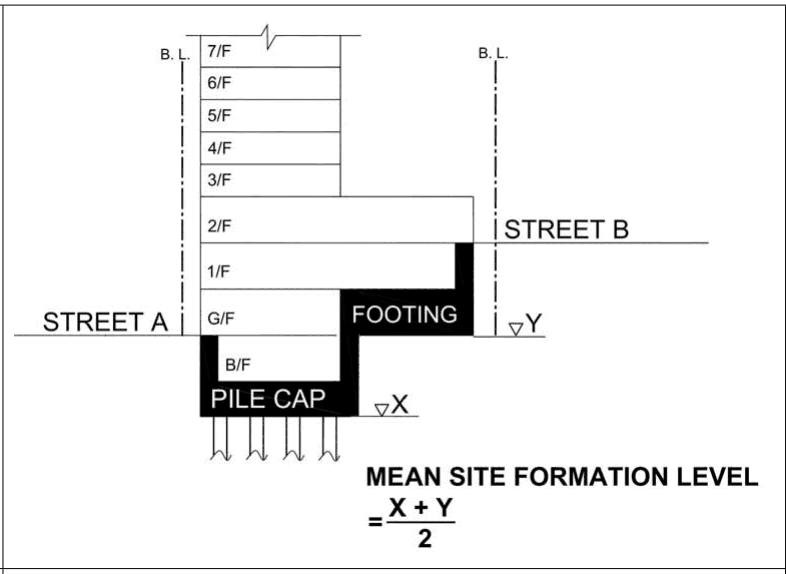 B. L.
B. L.
7/F
6/F
5/F
4/F
3/F
2/F
STREET B
1/F
STREET A
G/F
FOOTING
Y
B/F
PILE CAP
X
MEAN SITE FORMATION LEVEL
= X + Y
2